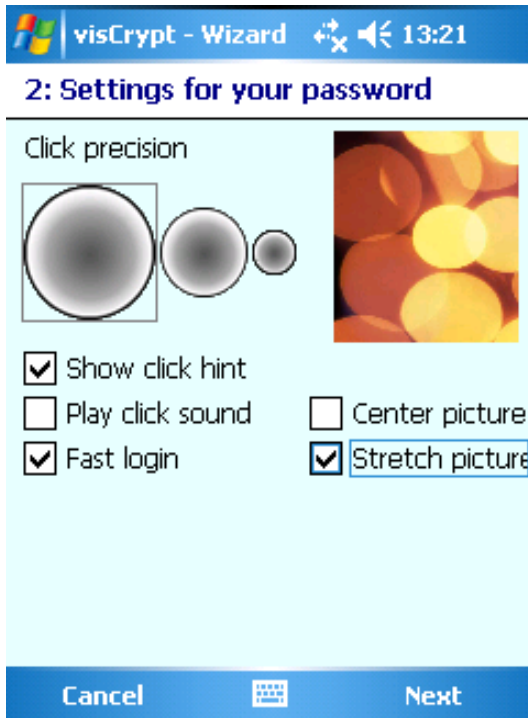 visCrypt - Wizard 13:21
2: Settings for your password
Click precision
Show click hint
Play click sound Center picture
Fast login Stretch picture
Cancel Next